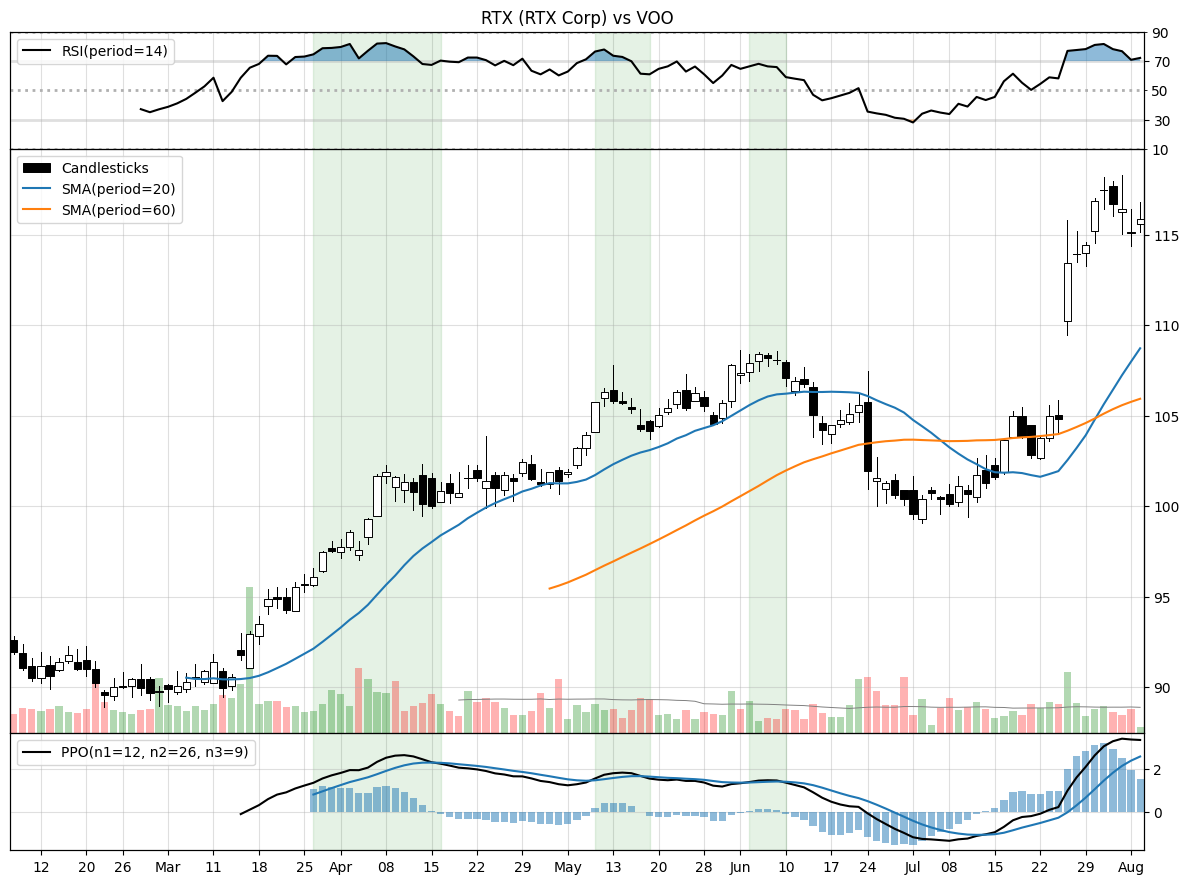 RTX (RTX Corp) vs VOO
RSI(period=14)
90
70
50
30
10
Candlesticks
SMA(period=20)
SMA(period=60)
115
110
105
100
95
90
PPO(n1=12, n2=26, n3=9)
2
0
12 20 26 Mar 11 18 25 Apr 08 15 22 29 May 13 20 28 Jun 10 17 24 Jul 08 15 22 29 Aug